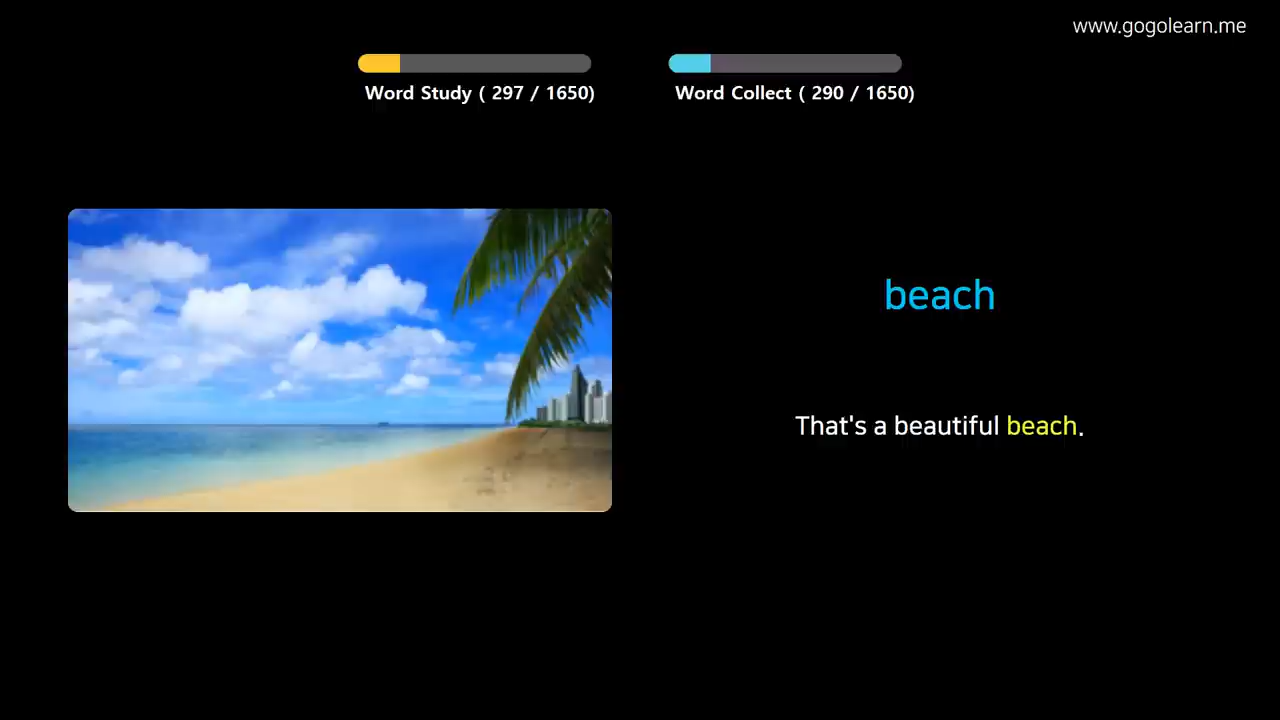 www.gogolearn.me
Word Study ( 297 / 1650)
Word Collect ( 290 / 1650)
beach
That's a beautiful beach.